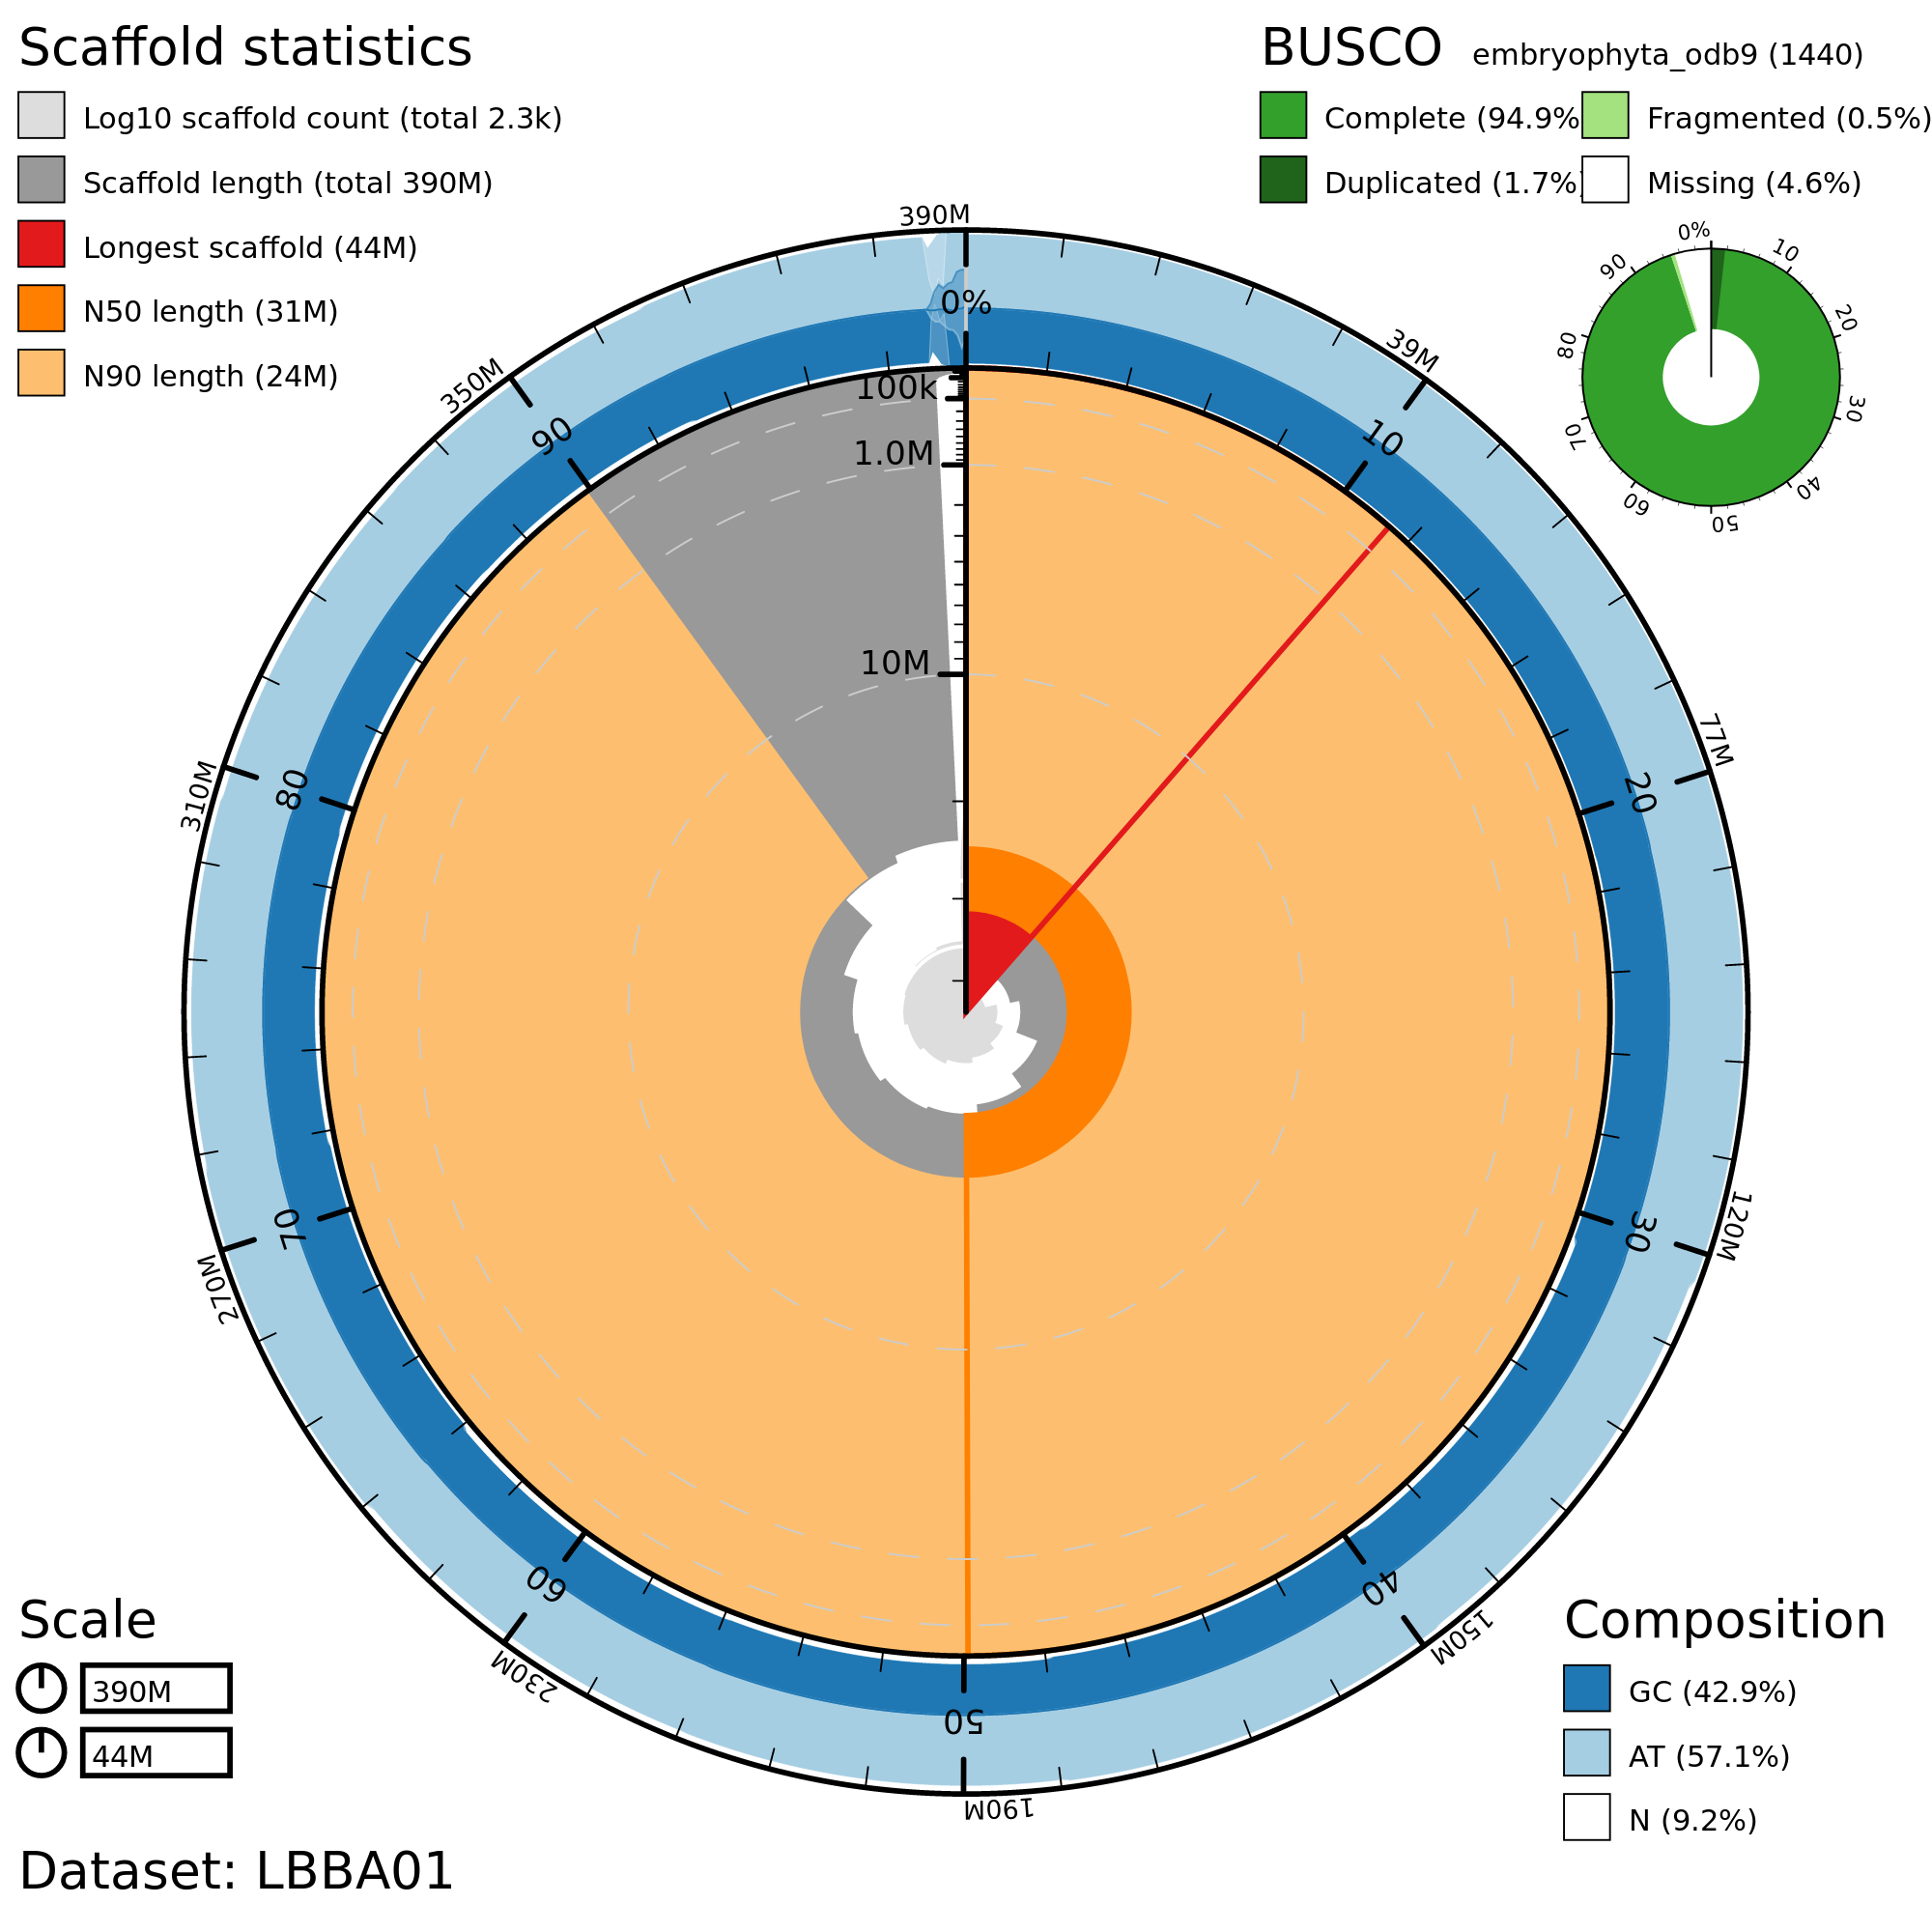 Scaffold statistics
Log10 scaffold count (total 2.3k)
Scaffold length (total 390M)
Longest scaffold (44M)
N50 length (31M)
N90 length (24M)
BUSCO embryophyta_odb9 (1440)
Complete (94.9%
Fragmented (0.5%)
Duplicated (1.7%)
Missing (4.6%)
0%
10
20
30
40
50
60
70
80
90
390M
39M
77M
120M
150M
190M
230M
270M
310M
350M
0%
10
20
30
40
50
60
70
80
90
100k
1.0M
10M
Scale
390M
44M
Composition
GC (42.9%)
AT (57.1%)
N (9.2%)
Dataset: LBBA01